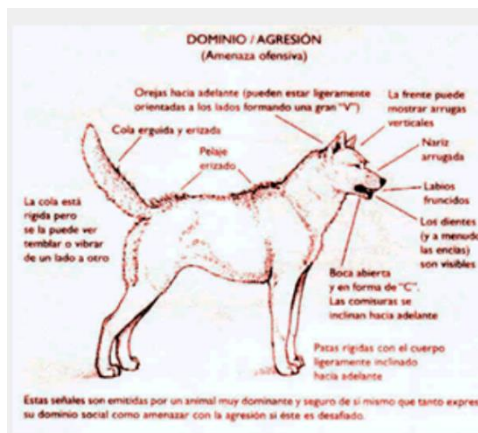 DOMINIO / AGRESIÓN
(Amenaza ofensiva)
Orejas hacia adelante (pueden estar ligeramente
orientadas a los lados formando una gran "V")
La frente puede
mostrar arrugas
verticales
Cola erguida y erizada
Nariz
arrugada
Pelaje
erizado
Labios
fruncidos
La cola está
rígida pero
se la puede ver
temblar o vibrar
de un lado a otro
Los dientes
(y a menudo
las encías)
son visibles
Boca abierta
y en forma de "C".
Las comisuras se
inclinan hacia adelante
Patas rígidas con el cuerpo
ligeramente inclinado
hacia adelante
Estas señales son emitidas por un animal muy dominante y seguro de sí mismo que tanto expres
su dominio social como amenazar con la agresión si éste es desafiado.